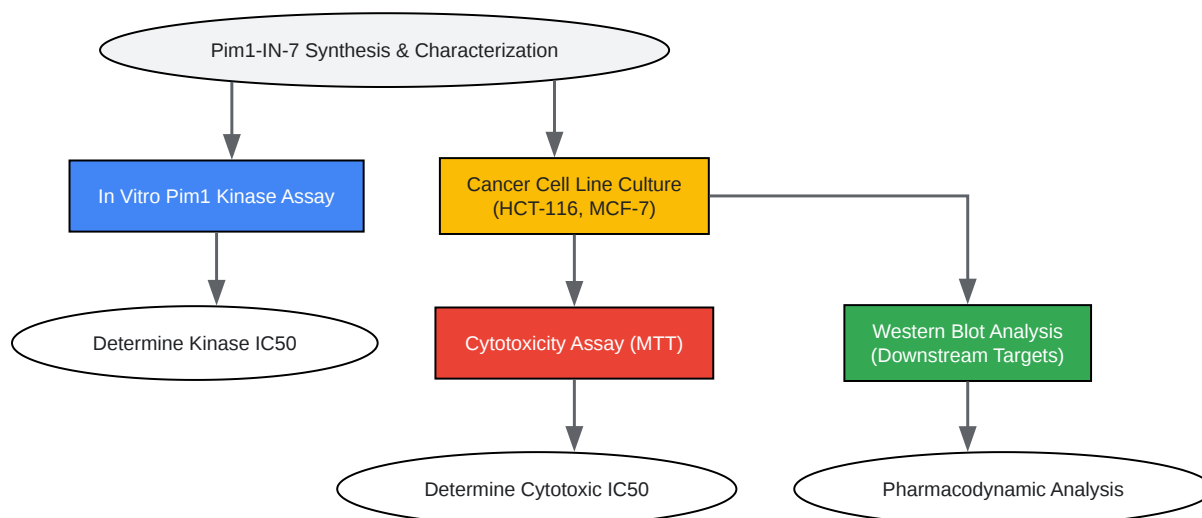 Pim1-IN-7 Synthesis & Characterization
In Vitro Pim1 Kinase Assay
Cancer Cell Line Culture
(HCT-116, MCF-7)
Determine Kinase IC50
Cytotoxicity Assay (MTT)
Western Blot Analysis
(Downstream Targets)
Determine Cytotoxic IC50
Pharmacodynamic Analysis